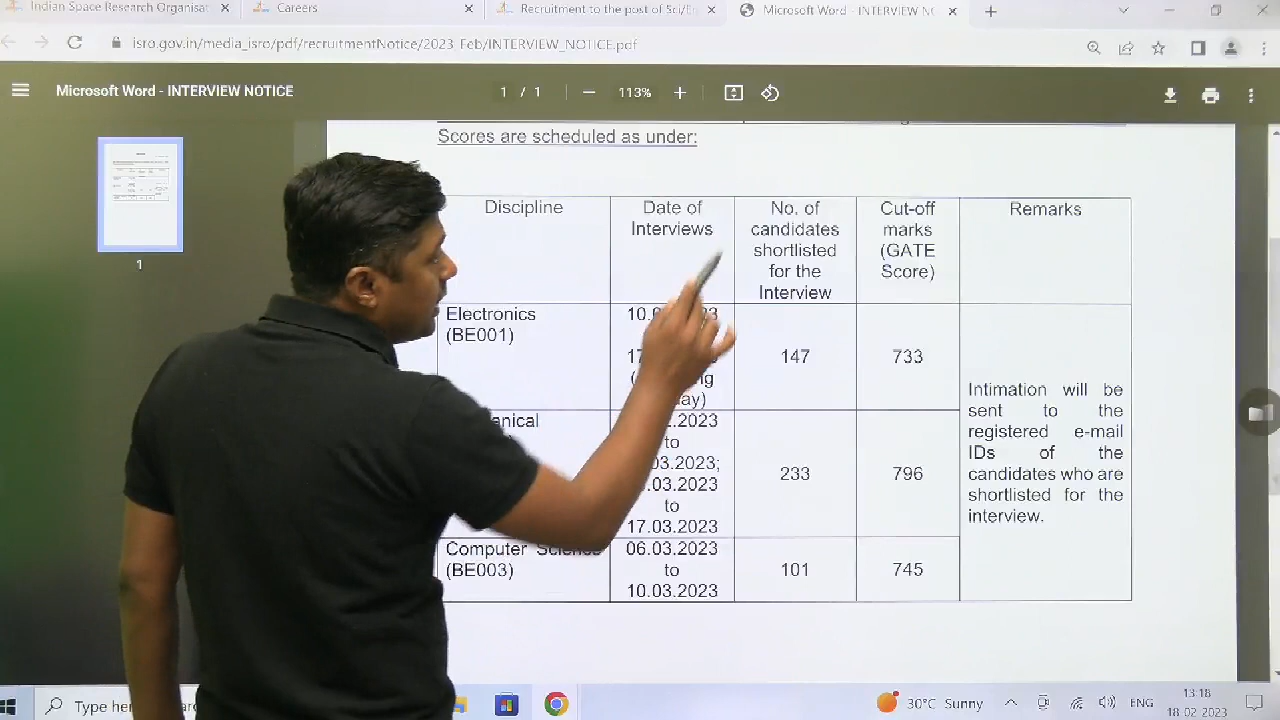 Indian Space Research Organisat
Careers
Recruitment to the post of Sci/En
Microsoft Word - INTERVIEW NC
isro.gov.in/media_isro/pdf/recruitmentNotice/2023_Feb/INTERVIEW_NOTICE.pdf
Microsoft Word - INTERVIEW NOTICE
1 / 1
113%
1
Scores are scheduled as under:
Discipline
Date of
Interviews
No. of
candidates
shortlisted
for the
Interview
Cut-off
marks
(GATE
Score)
Remarks
Electronics
(BE001)
147
733
to
17.03.2023
233
796
Computer Science
(BE003)
06.03.2023
to
10.03.2023
101
745
Intimation will be
sent to the
registered e-mail
IDs of the
candidates who are
shortlisted for the
interview.
30°C Sunny
ENG
13:18
18-02-2023